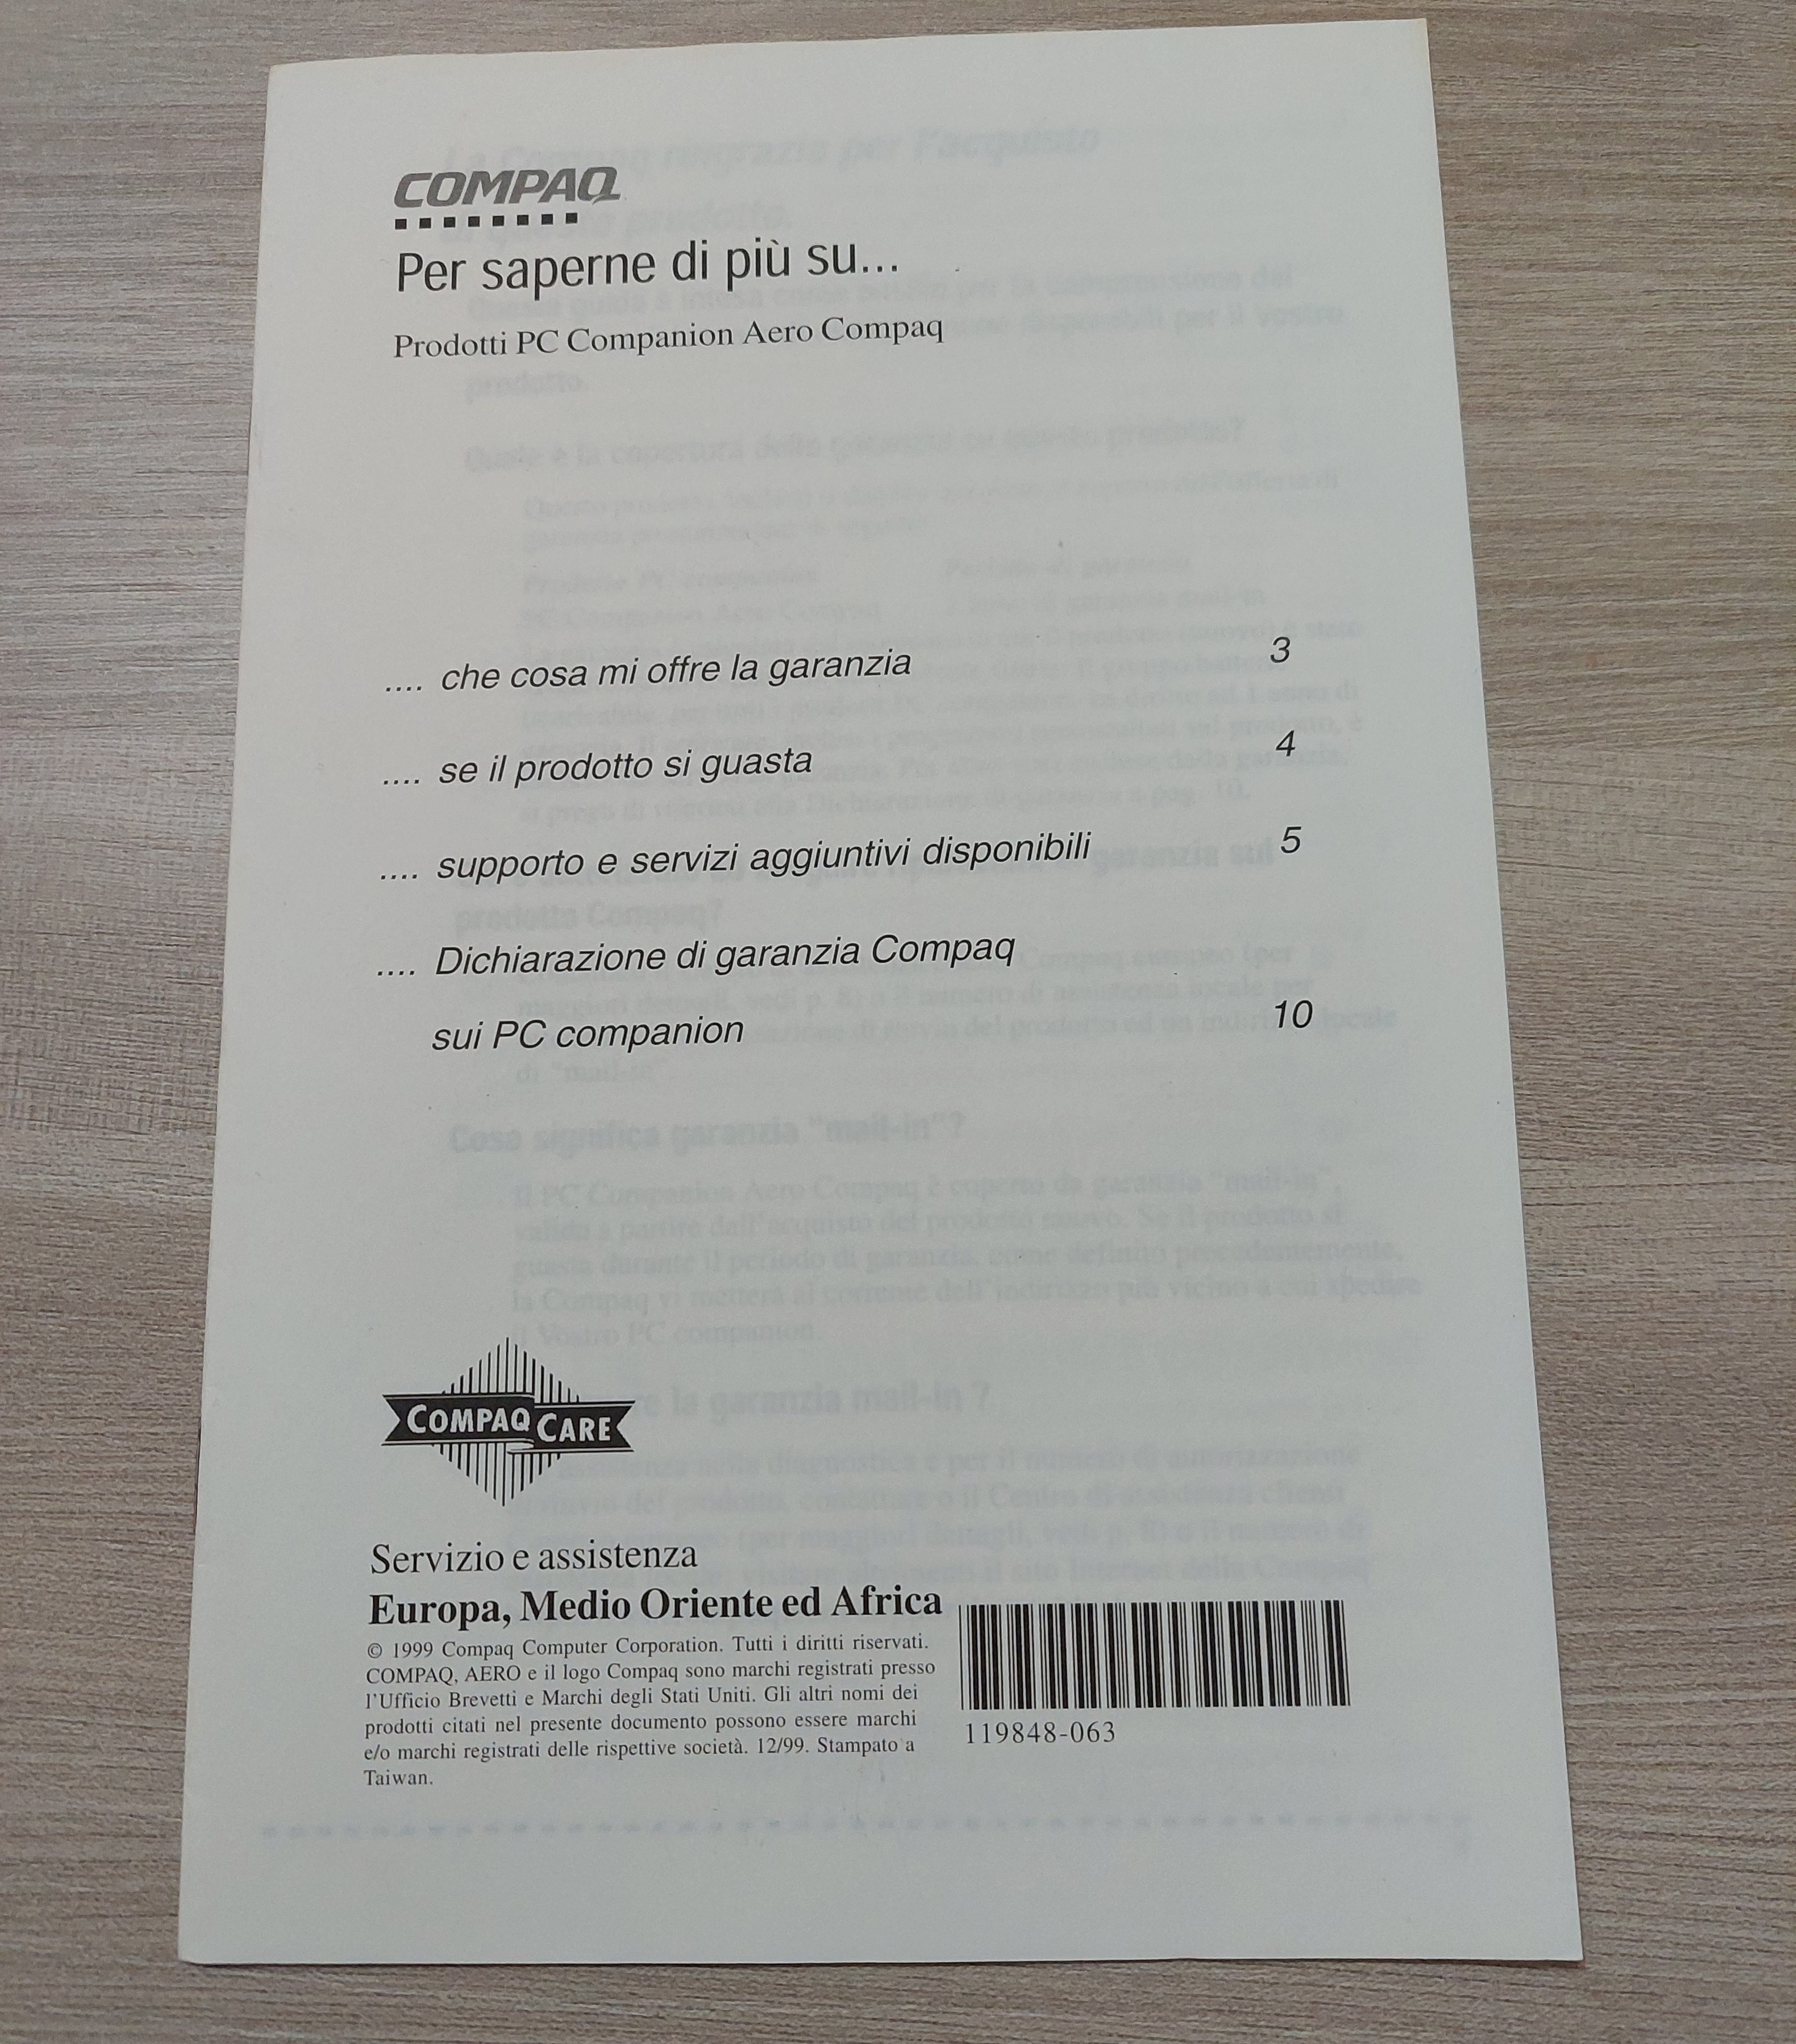 COMPAQ
Per saperne di più su...
Prodotti PC Companion Aero Compaq
.... che cosa mi offre la garanzia 3
.... se il prodotto si guasta 4
.... supporto e servizi aggiuntivi disponibili 5
.... Dichiarazione di garanzia Compaq
sui PC companion 10
COMPAQ CARE
Servizio e assistenza
Europa, Medio Oriente ed Africa
© 1999 Compaq Computer Corporation. Tutti i diritti riservati.
COMPAQ, AERO e il logo Compaq sono marchi registrati presso
l'Ufficio Brevetti e Marchi degli Stati Uniti. Gli altri nomi dei
prodotti citati nel presente documento possono essere marchi
e/o marchi registrati delle rispettive società. 12/99. Stampato a
Taiwan.
119848-063